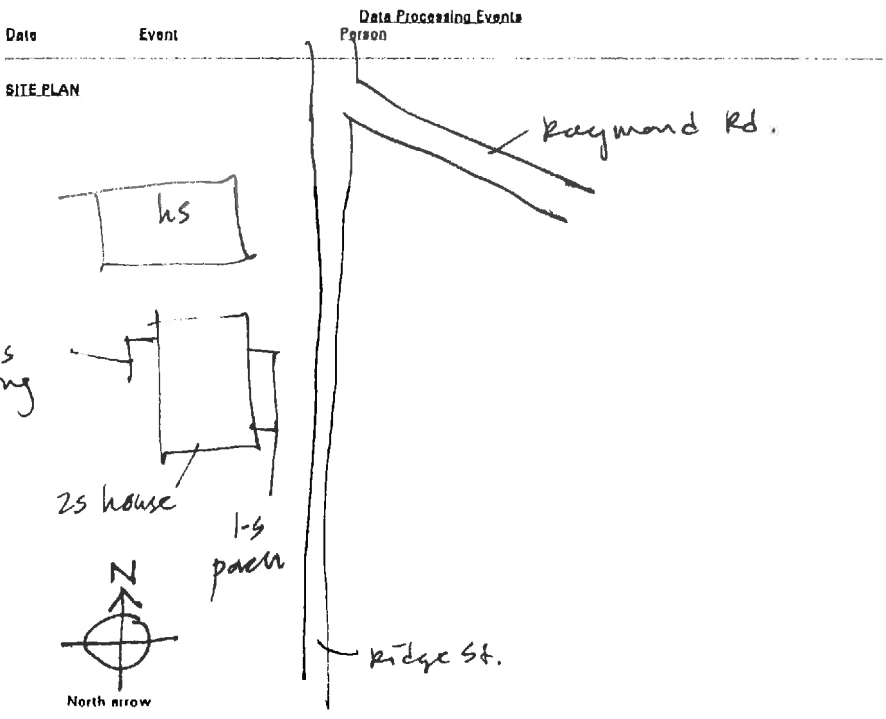 Data Processing Events
Date Event Person
SITE PLAN
Raymond Rd.
hs
s
ng
2s house
1-s
porch
N
Ridge St.
North arrow